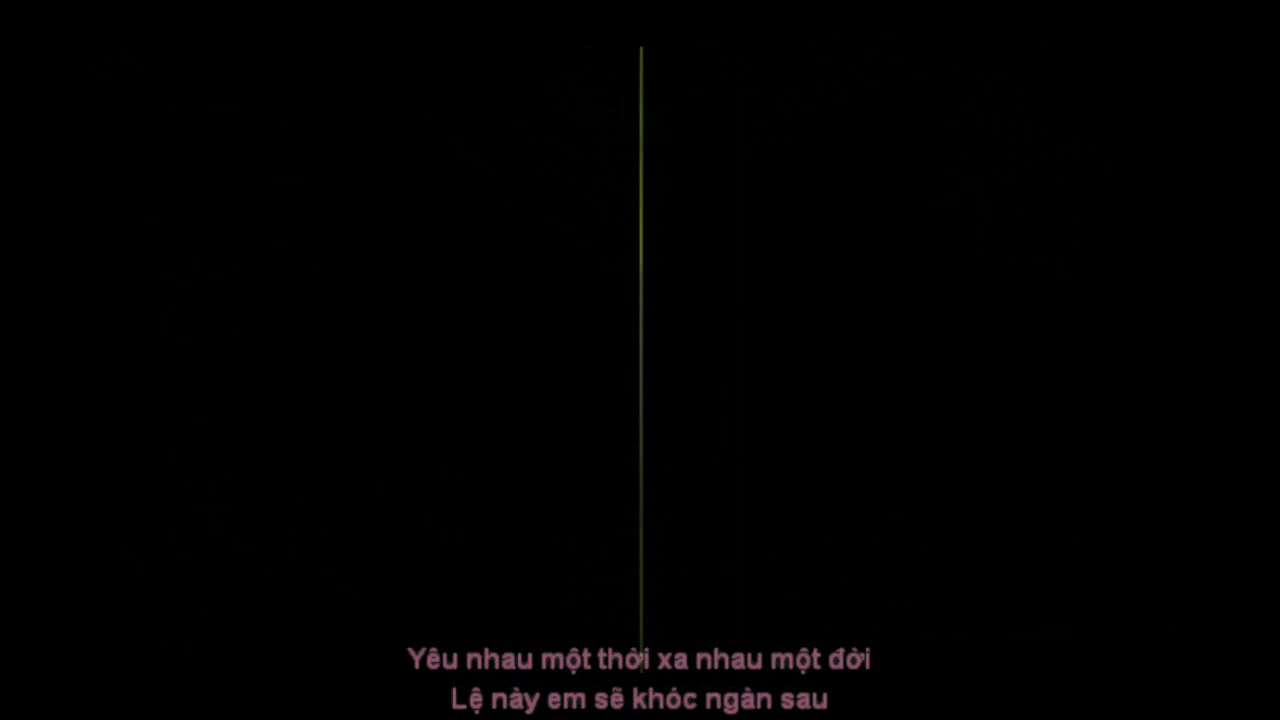 Yêu nhau một thời xa nhau một đời
Lệ này em sẽ khóc ngàn sau